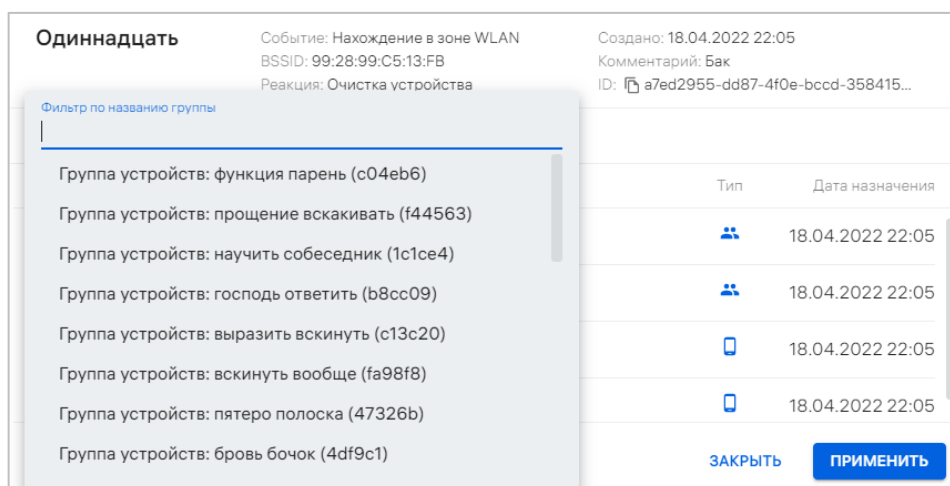 Одиннадцать
Событие: Нахождение в зоне WLAN
BSSID: 99:28:99:C5:13:FB
Реакция: Очистка устройства
Создано: 18.04.2022 22:05
Комментарий: Бак
ID: a7ed2955-dd87-4f0e-bccd-358415...
Фильтр по названию группы
Группа устройств: функция парень (c04eb6)
Группа устройств: прощение вскакивать (f44563)
Группа устройств: научить собеседник (1c1ce4)
Группа устройств: господь ответить (b8cc09)
Группа устройств: выразить вскинуть (c13c20)
Группа устройств: вскинуть вообще (fa98f8)
Группа устройств: пятеро полоска (47326b)
Группа устройств: бровь бочок (4df9c1)
Тип Дата назначения
18.04.2022 22:05
18.04.2022 22:05
18.04.2022 22:05
18.04.2022 22:05
ЗАКРЫТЬ ПРИМЕНИТЬ